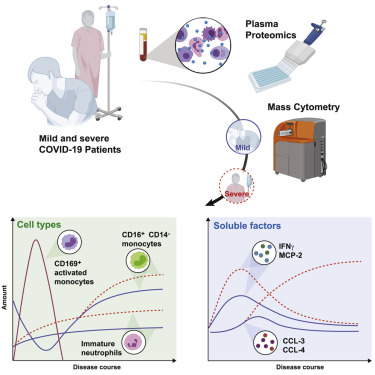 Plasma
Proteomics
Mild and severe
COVID-19 Patients
Mass Cytometry
Mild
Severe
Cell types
CD16⁺ CD14⁻
monocytes
CD169⁺
activated
monocytes
Immature
neutrophils
Amount
Disease course
Soluble factors
IFNγ
MCP-2
CCL-3
CCL-4
Disease course